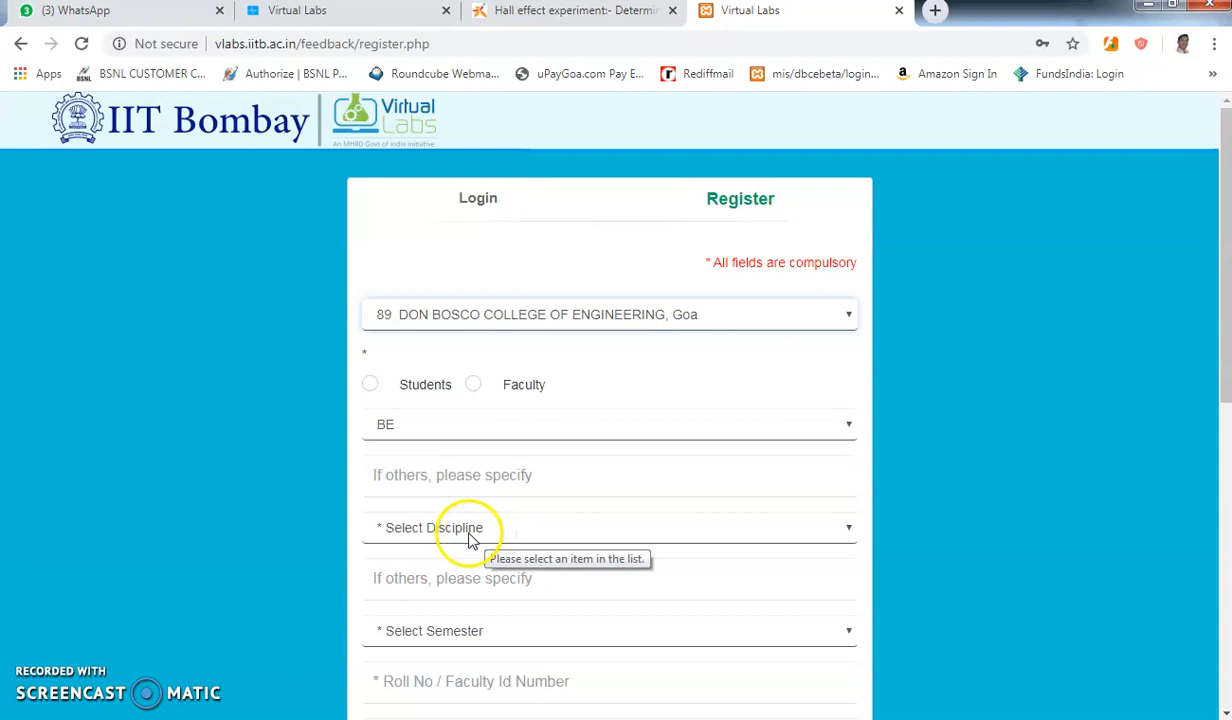 (3) WhatsApp
Virtual Labs
Hall effect experiment:- Determin
Virtual Labs
Not secure
vlabs.iitb.ac.in/feedback/register.php
Apps
BSNL CUSTOMER C...
Authorize | BSNL P...
Roundcube Webma...
uPayGoa.com Pay E...
Rediffmail
mis/dbcebeta/login...
Amazon Sign In
FundsIndia: Login
IIT Bombay
Virtual
Labs
An MHRD Govt of India Initiative
Login
Register
* All fields are compulsory
89 DON BOSCO COLLEGE OF ENGINEERING, Goa
*
Students
Faculty
BE
If others, please specify
* Select Discipline
Please select an item in the list.
If others, please specify
* Select Semester
* Roll No / Faculty Id Number
RECORDED WITH
SCREENCAST MATIC